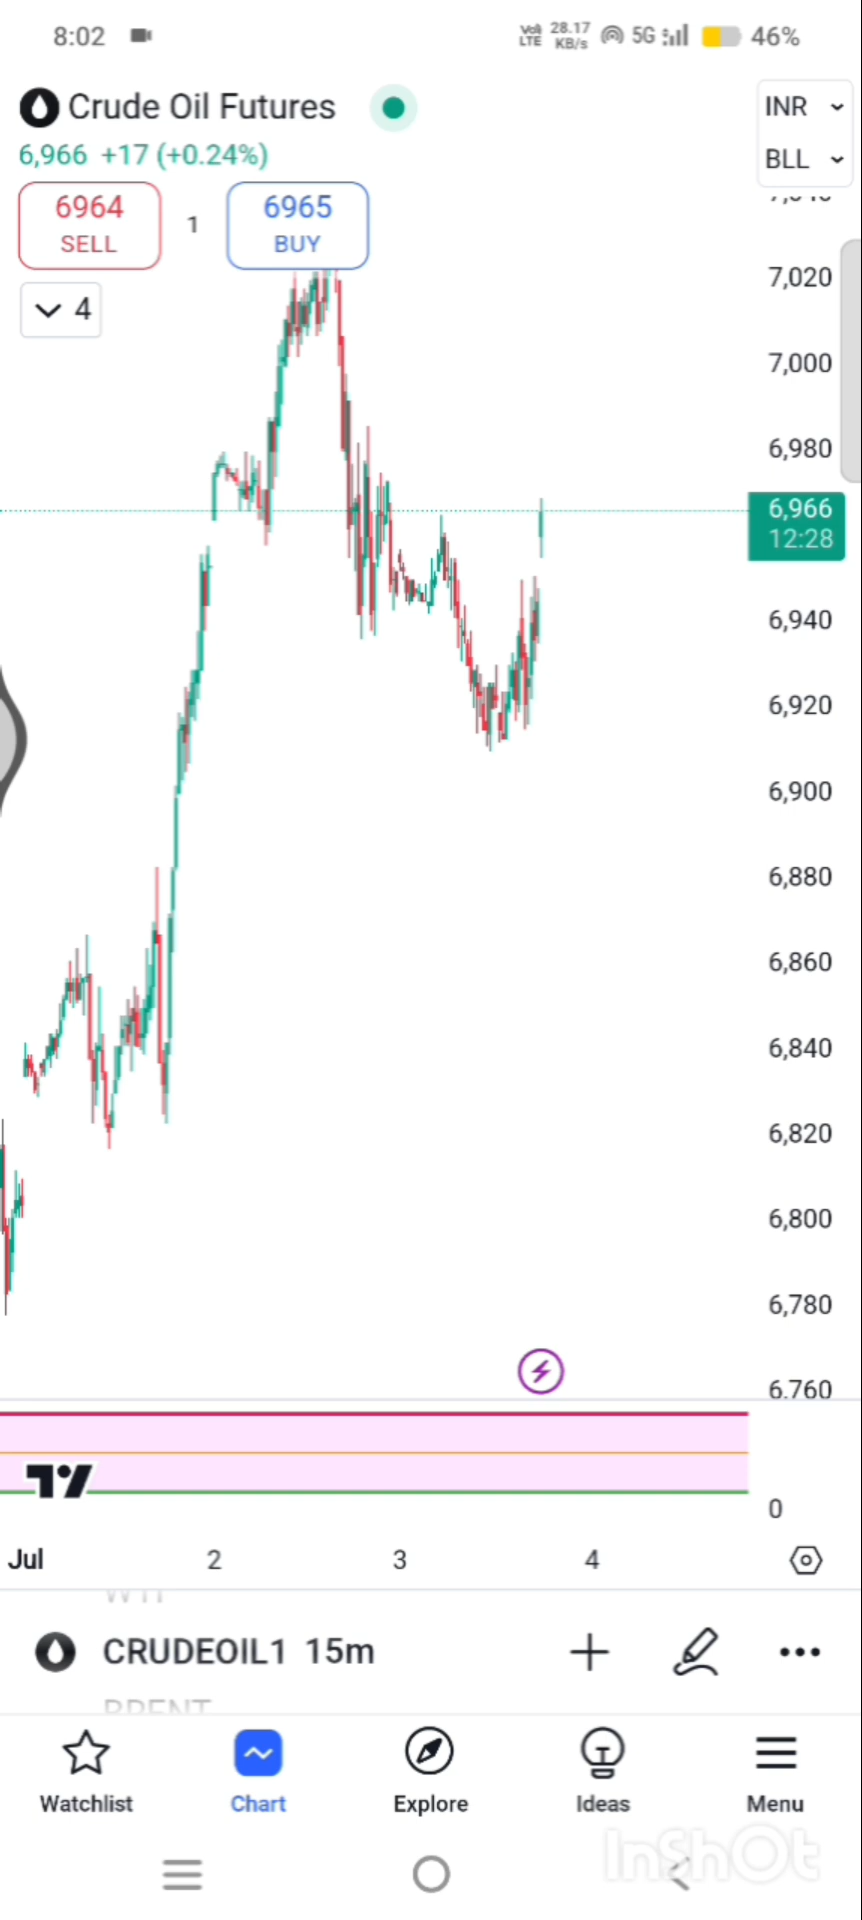 8:02 Vo) LTE 28.17 KB/s 5G 46%
Crude Oil Futures
INR
6,966 +17 (+0.24%)
BLL
6964 SELL
1
6965 BUY
4
7,020
7,000
6,980
6,966
12:28
6,940
6,920
6,900
6,880
6,860
6,840
6,820
6,800
6,780
6,760
0
Jul 2 3 4
CRUDEOIL1 15m
BRENT
Watchlist Chart Explore Ideas Menu
InShOt